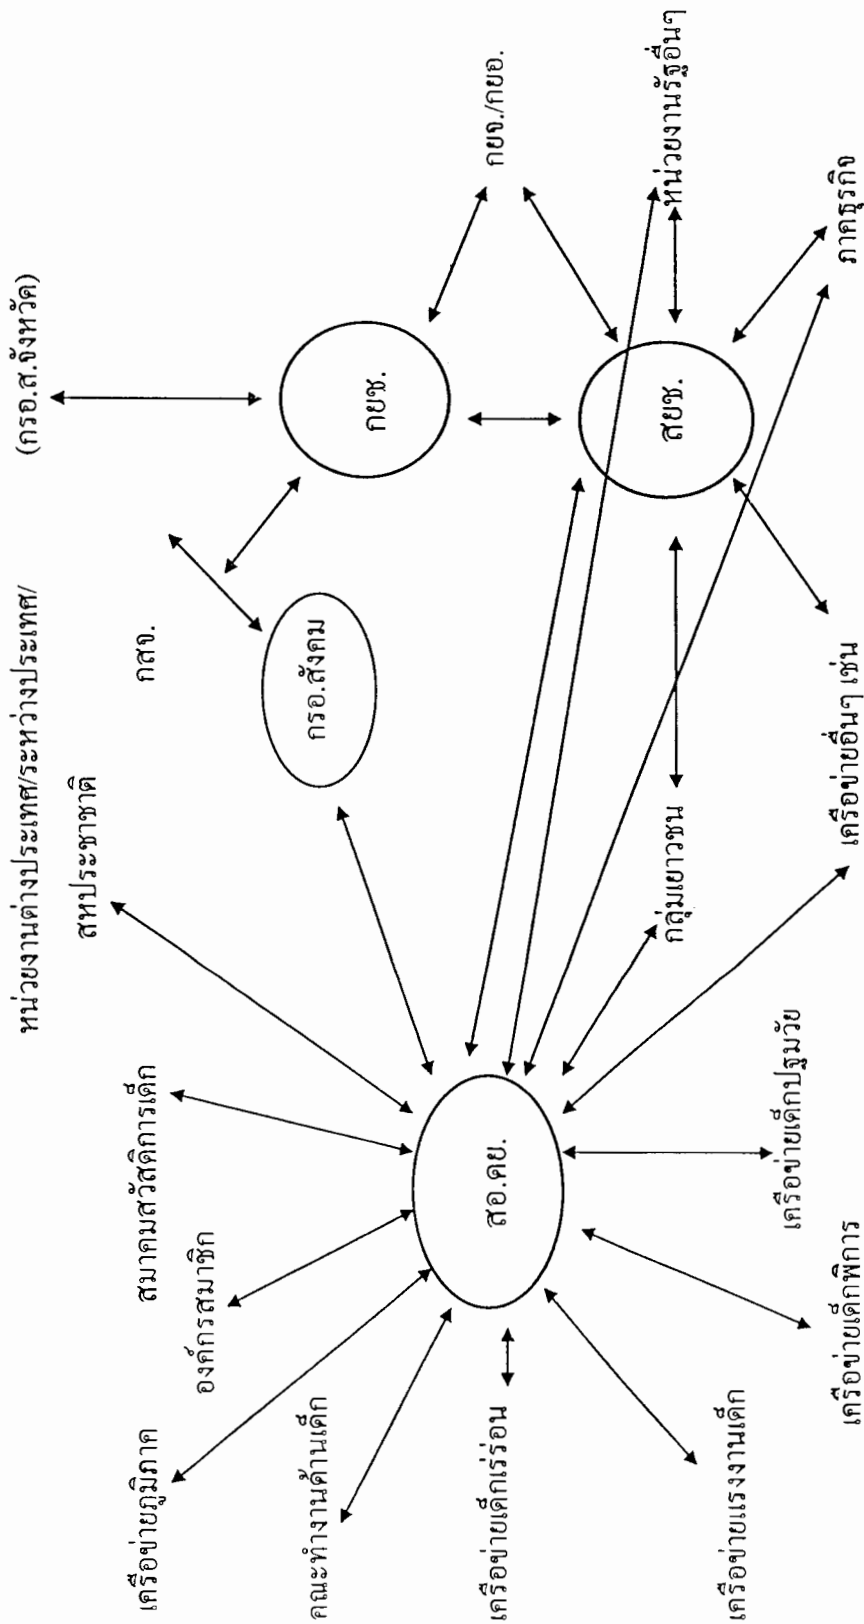 หน่วยงานต่างประเทศ/ระหว่างประเทศ/
(กรอ.ส.จังหวัด)
สหประชาชาติ
กสจ.
สมาคมสวัสดิการเด็ก
องค์กรสมาชิก
เครือข่ายภูมิภาค
กรอ.สังคม
กยช.
กยจ./กยอ.
คณะทำงานด้านเด็ก
สอ.ดย.
สยช.
หน่วยงานรัฐอื่นๆ
เครือข่ายเด็กเร่ร่อน
กลุ่มเยาวชน
ภาคธุรกิจ
เครือข่ายแรงงานเด็ก
เครือข่ายเด็กปฐมวัย
เครือข่ายเด็กพิการ
เครือข่ายอื่นๆ เช่น